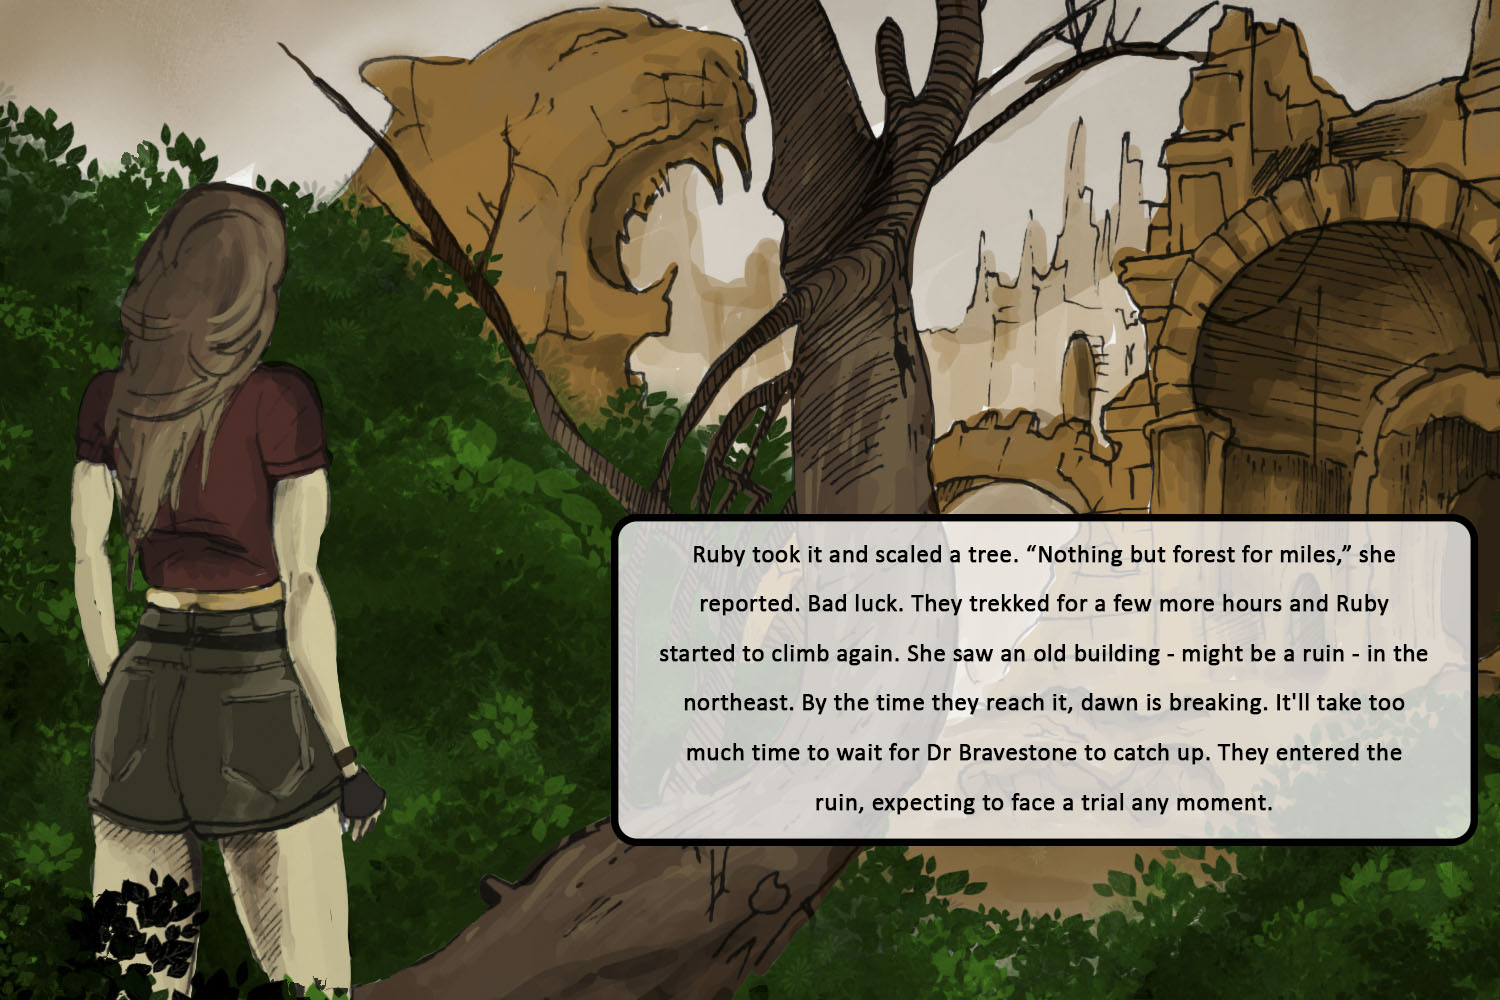 Ruby took it and scaled a tree. “Nothing but forest for miles,” she
reported. Bad luck. They trekked for a few more hours and Ruby
started to climb again. She saw an old building - might be a ruin - in the
northeast. By the time they reach it, dawn is breaking. It'll take too
much time to wait for Dr Bravestone to catch up. They entered the
ruin, expecting to face a trial any moment.